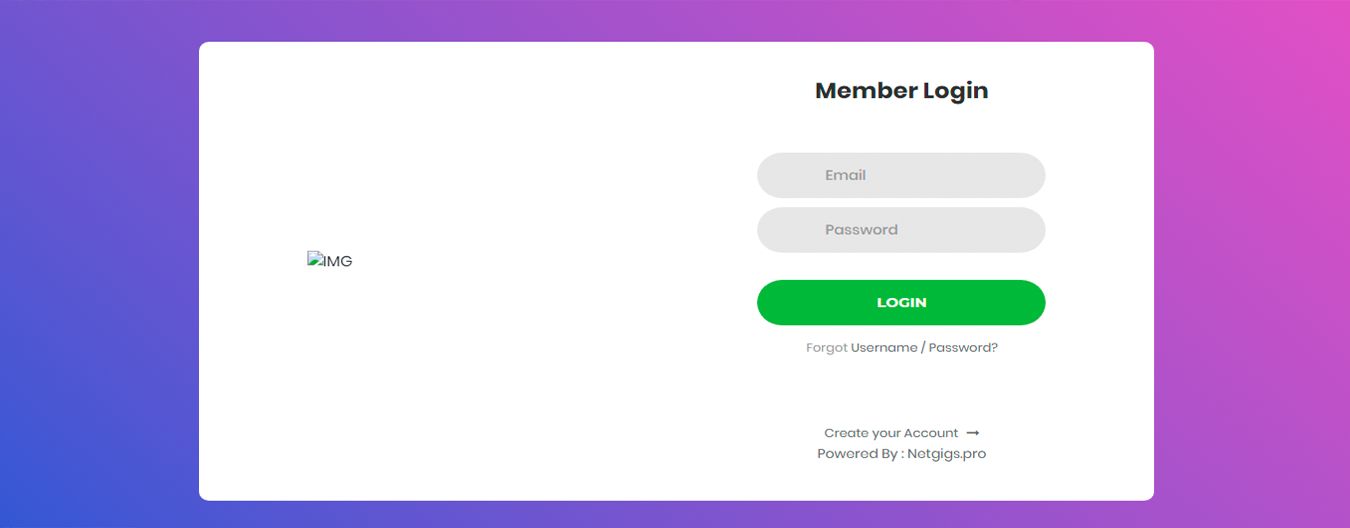 Member Login
Email
Password
IMG
LOGIN
Forgot Username / Password?
Create your Account →
Powered By : Netgigs.pro